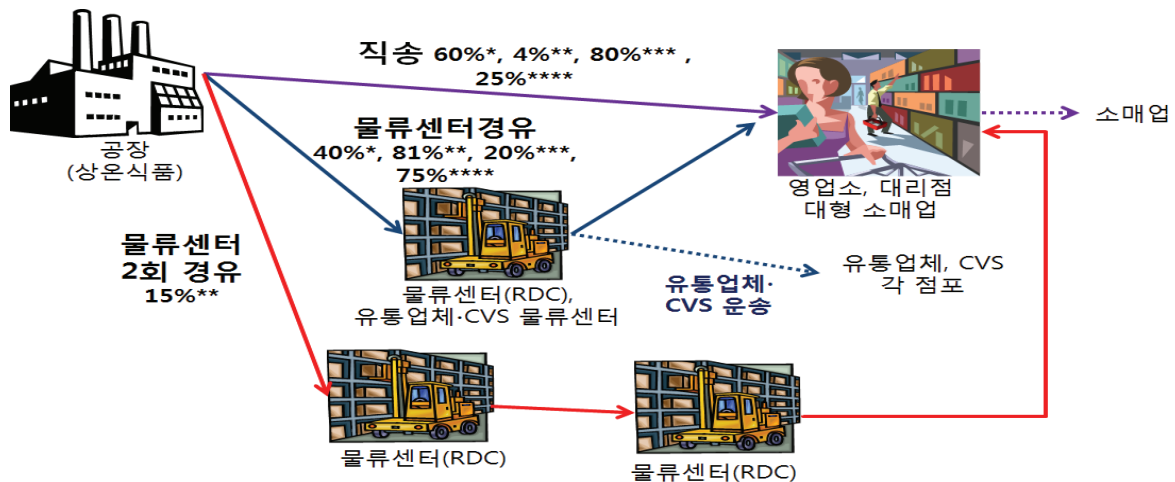 직송 60%*, 4%**, 80%*** ,
25%****
소매업
공장
(상온식품)
물류센터경유
40%*, 81%**, 20%***,
75%****
영업소, 대리점
대형 소매업
물류센터
2회 경유
15%**
물류센터(RDC),
유통업체·CVS 물류센터
유통업체·
CVS 운송
유통업체, CVS
각 점포
물류센터(RDC)
물류센터(RDC)